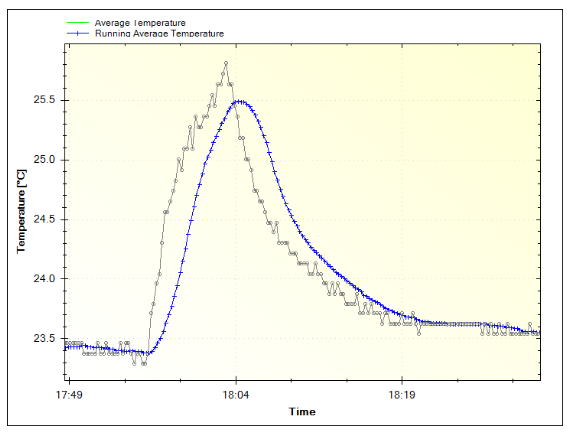 Average Temperature
Running Average Temperature
25.5
25.0
24.5
24.0
23.5
Temperature [°C]
17:49 18:04 18:19
Time